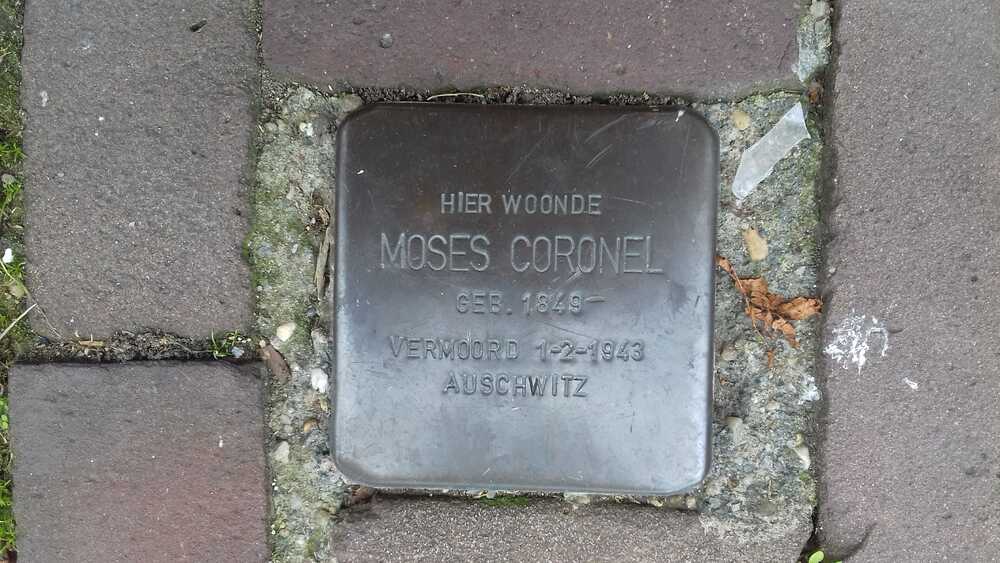 HIER WOONDE
MOSES CORONEL
GEB. 1849
VERMOORD 1-2-1943
AUSCHWITZ